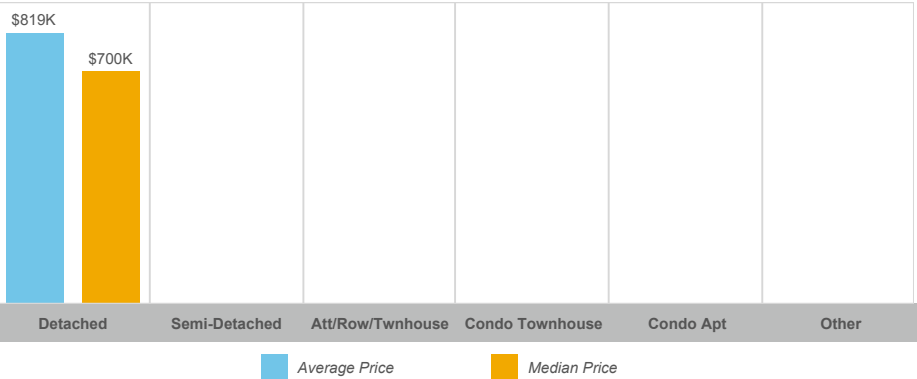 $819K
$700K
Detached Semi-Detached Att/Row/Twnhouse Condo Townhouse Condo Apt Other
Average Price Median Price